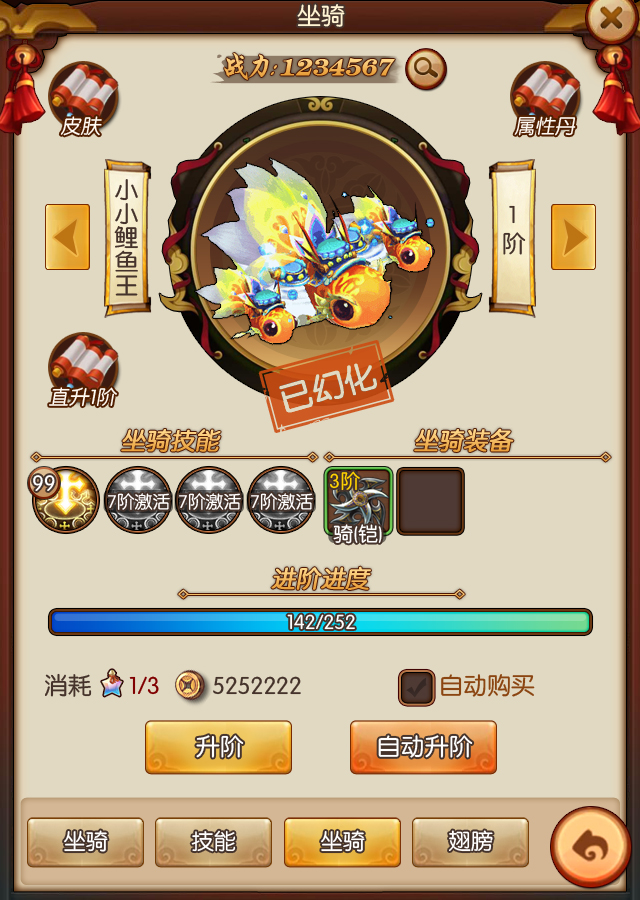 坐骑
战力:1234567
皮肤
属性丹
小小鲤鱼王
1阶
直升1阶
已幻化
坐骑技能
坐骑装备
99
7阶激活
7阶激活
7阶激活
3阶
骑(铠)
进阶进度
142/252
消耗 1/3 5252222
自动购买
升阶
自动升阶
坐骑
技能
坐骑
翅膀